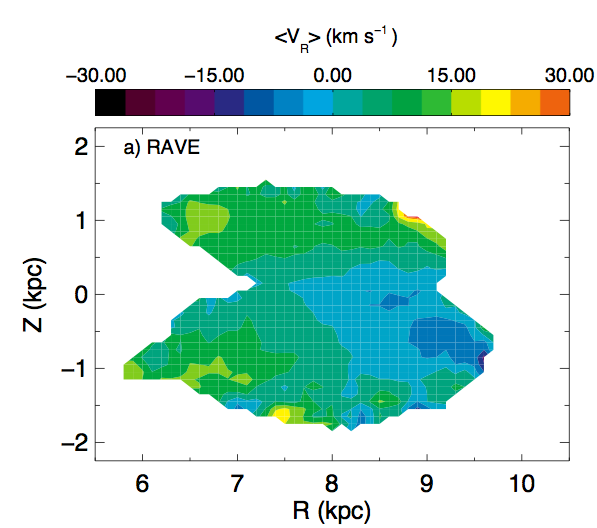 <V_R> (km s⁻¹)
−30.00 −15.00 0.00 15.00 30.00
a) RAVE
2
1
0
−1
−2
Z (kpc)
6 7 8 9 10
R (kpc)